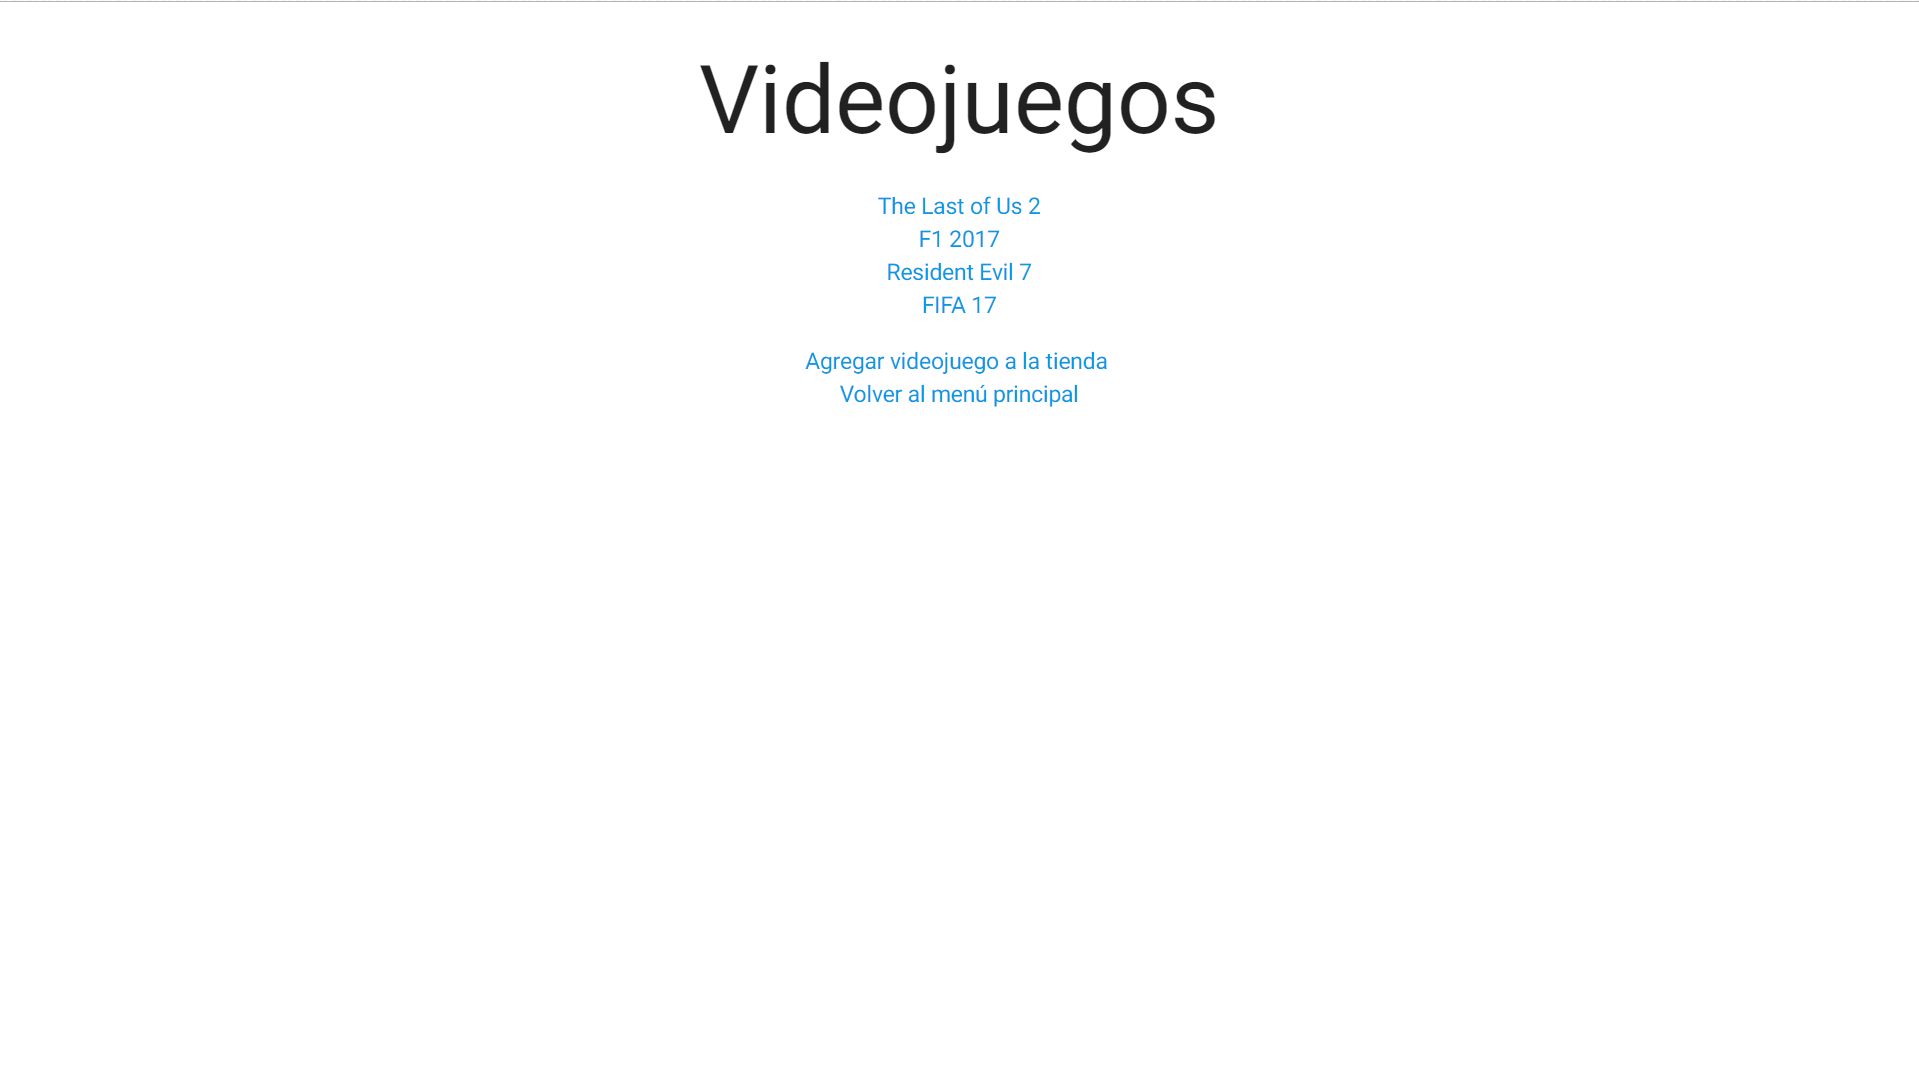 Videojuegos
The Last of Us 2
F1 2017
Resident Evil 7
FIFA 17
Agregar videojuego a la tienda
Volver al menú principal